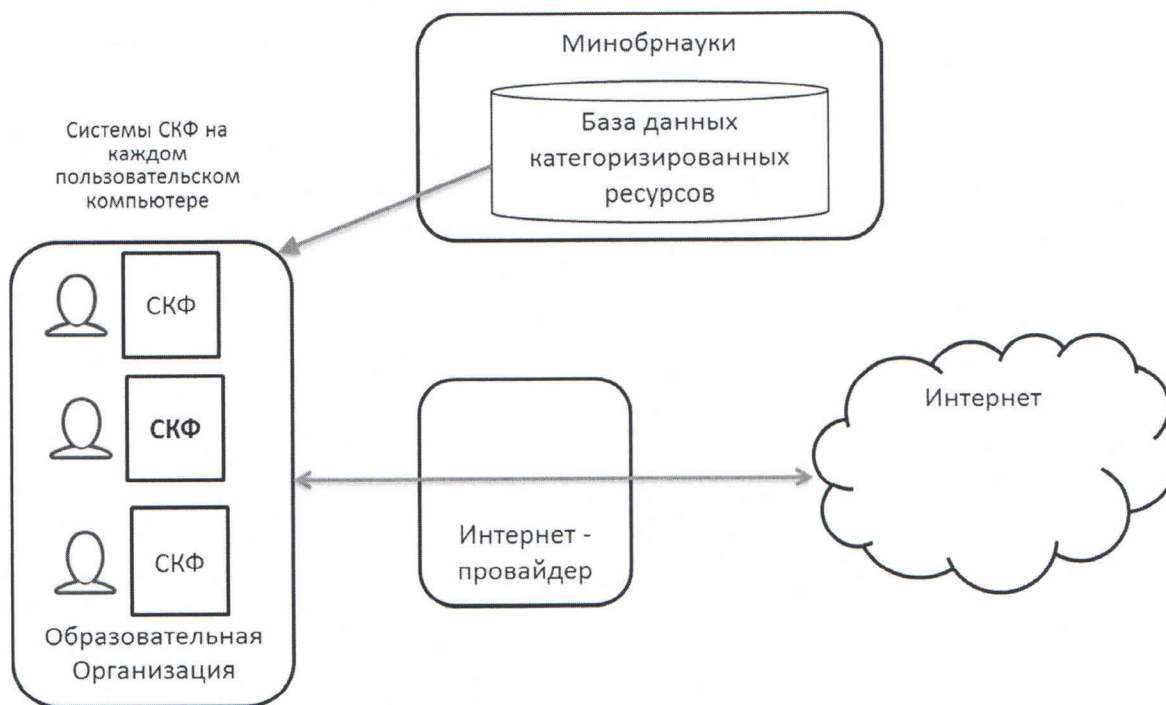 Минобрнауки
База данных
категоризированных
ресурсов
Системы СКФ на
каждом
пользовательском
компьютере
СКФ
СКФ
СКФ
Образовательная
Организация
Интернет -
провайдер
Интернет